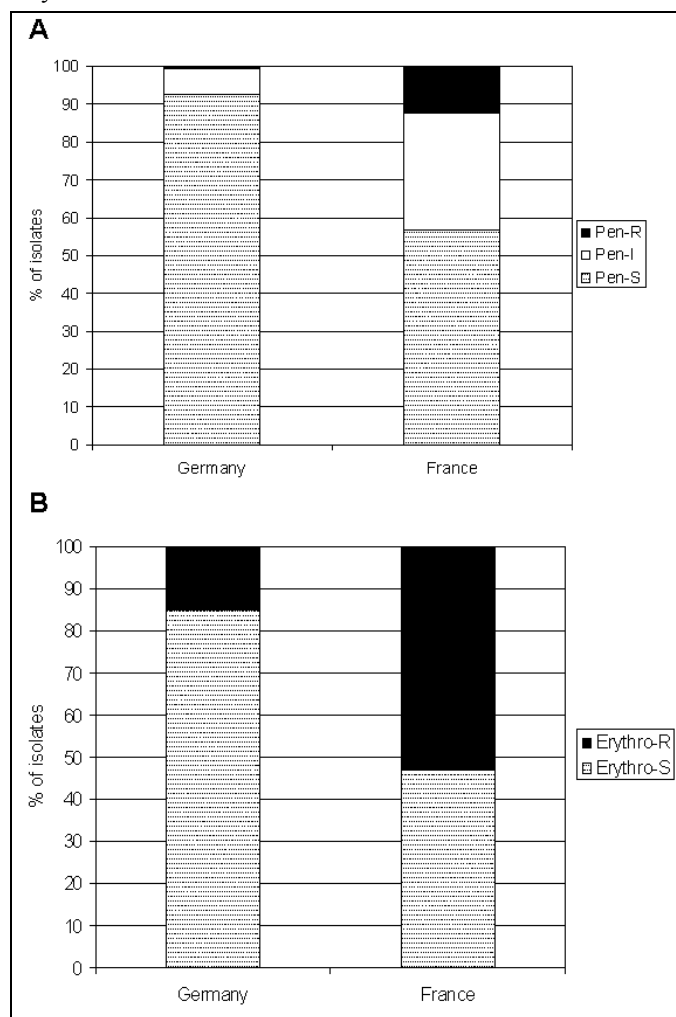 A
100
90
80
70
60
50
40
30
20
10
0
% of isolates
Germany
France
Pen-R
Pen-I
Pen-S
B
100
90
80
70
60
50
40
30
20
10
0
% of isolates
Germany
France
Erythro-R
Erythro-S